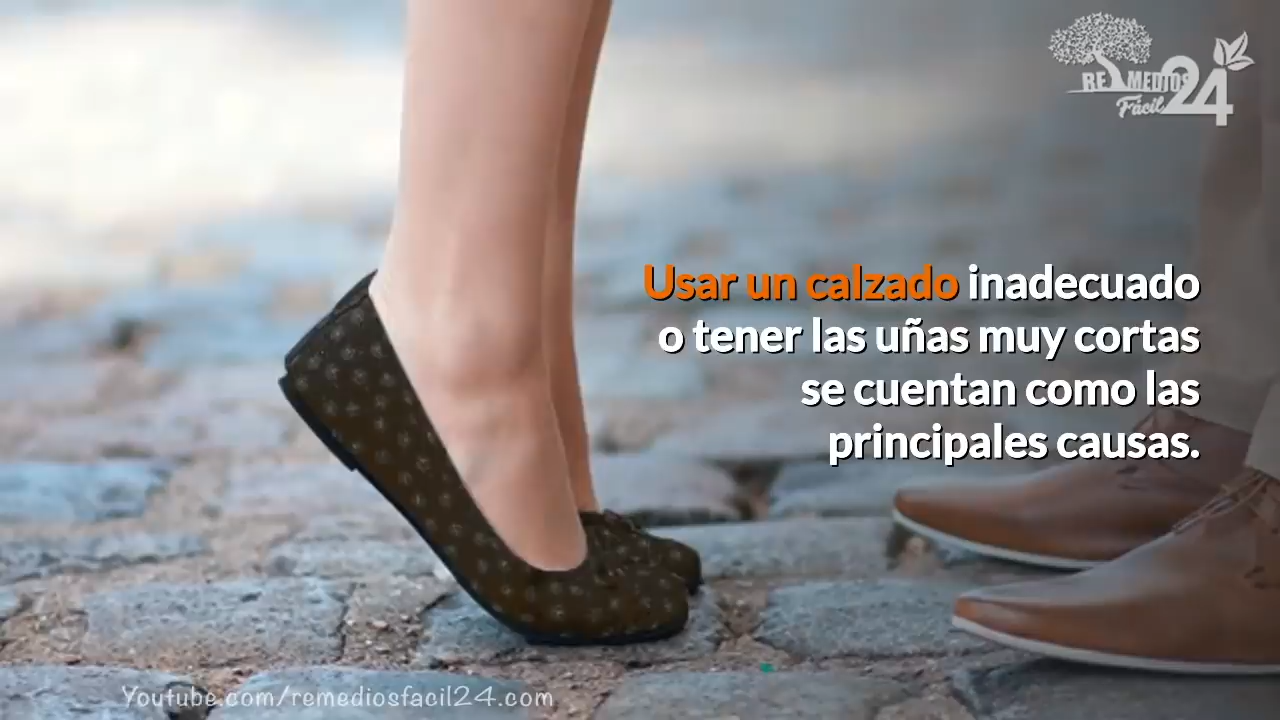 REMEDIOS
Fácil 24
Usar un calzado inadecuado
o tener las uñas muy cortas
se cuentan como las
principales causas.
Youtube.com/remediosfacil24.com